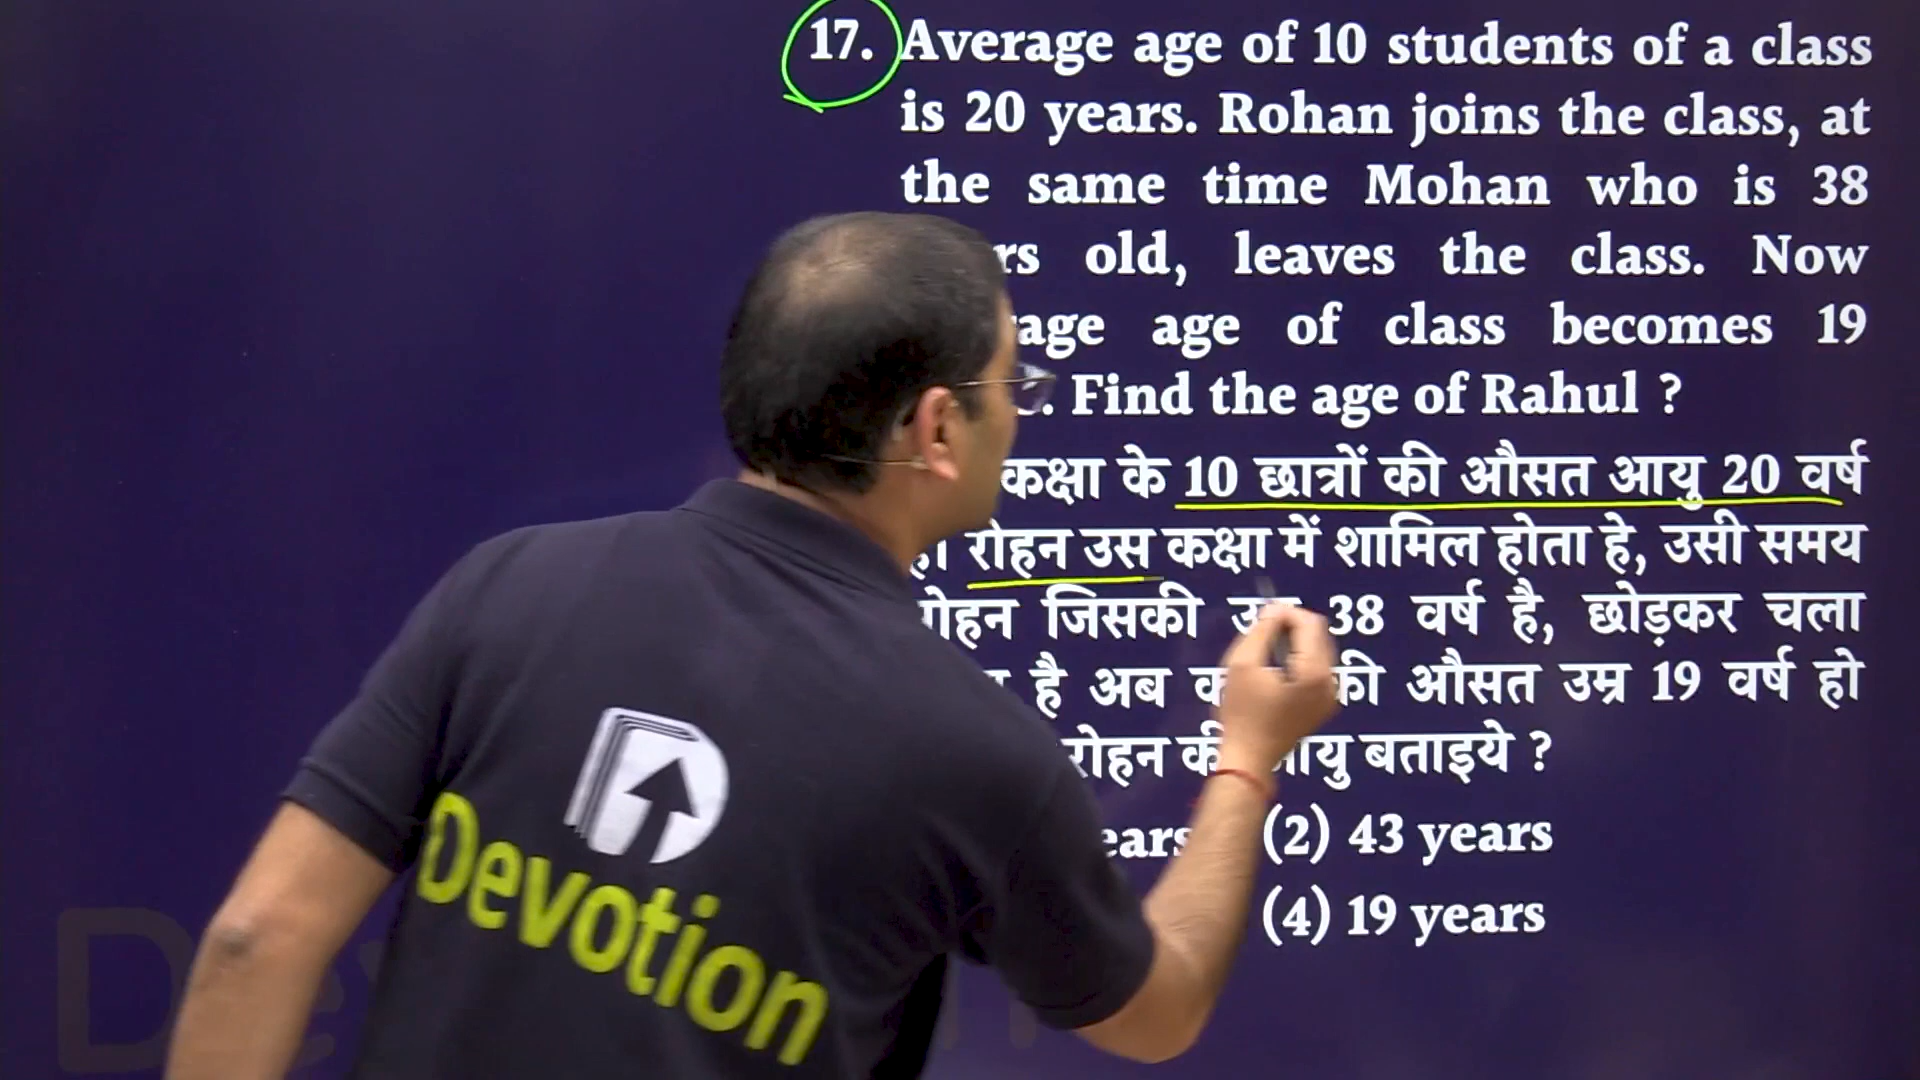 17. Average age of 10 students of a class
is 20 years. Rohan joins the class, at
the same time Mohan who is 38
old, leaves the class. Now
age of class becomes 19
. Find the age of Rahul ?
कक्षा के 10 छात्रों की औसत आयु 20 वर्ष
रोहन उस कक्षा में शामिल होता हे, उसी समय
जिसकी 38 वर्ष है, छोड़कर चला
है अब की औसत उम्र 19 वर्ष हो
रोहन की बताइये ?
(2) 43 years
(4) 19 years
Devotion